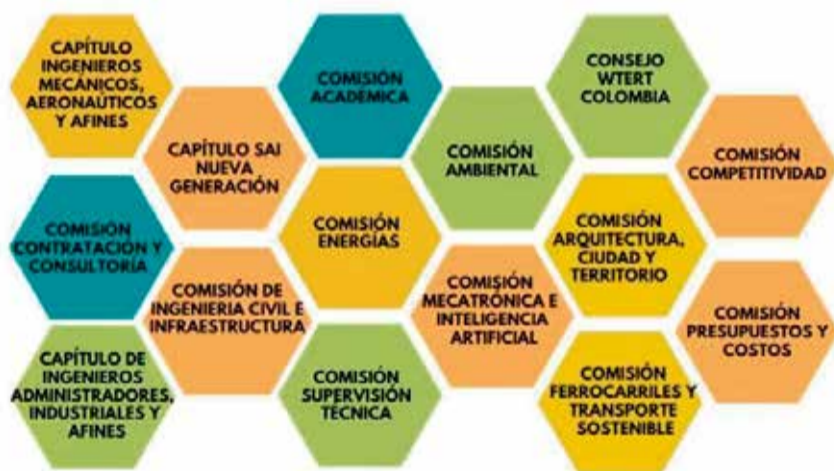 CAPÍTULO
INGENIEROS
MECÁNICOS,
AERONAÚTICOS
Y AFINES
COMISIÓN
CONTRATACIÓN Y
CONSULTORÍA
CAPÍTULO DE
INGENIEROS
ADMINISTRADORES,
INDUSTRIALES Y
AFINES
CAPÍTULO SAI
NUEVA
GENERACIÓN
COMISIÓN DE
INGENIERIA CIVIL E
INFRAESTRUCTURA
COMISIÓN
ACADEMICA
COMISIÓN
ENERGÍAS
COMISIÓN
SUPERVISIÓN
TÉCNICA
COMISIÓN
AMBIENTAL
COMISIÓN
MECATRÓNICA E
INTELIGENCIA
ARTIFICIAL
CONSEJO
WTERT
COLOMBIA
COMISIÓN
ARQUITECTURA,
CIUDAD Y
TERRITORIO
COMISIÓN
FERROCARRILES Y
TRANSPORTE
SOSTENIBLE
COMISIÓN
COMPETITIVIDAD
COMISIÓN
PRESUPUESTOS Y
COSTOS